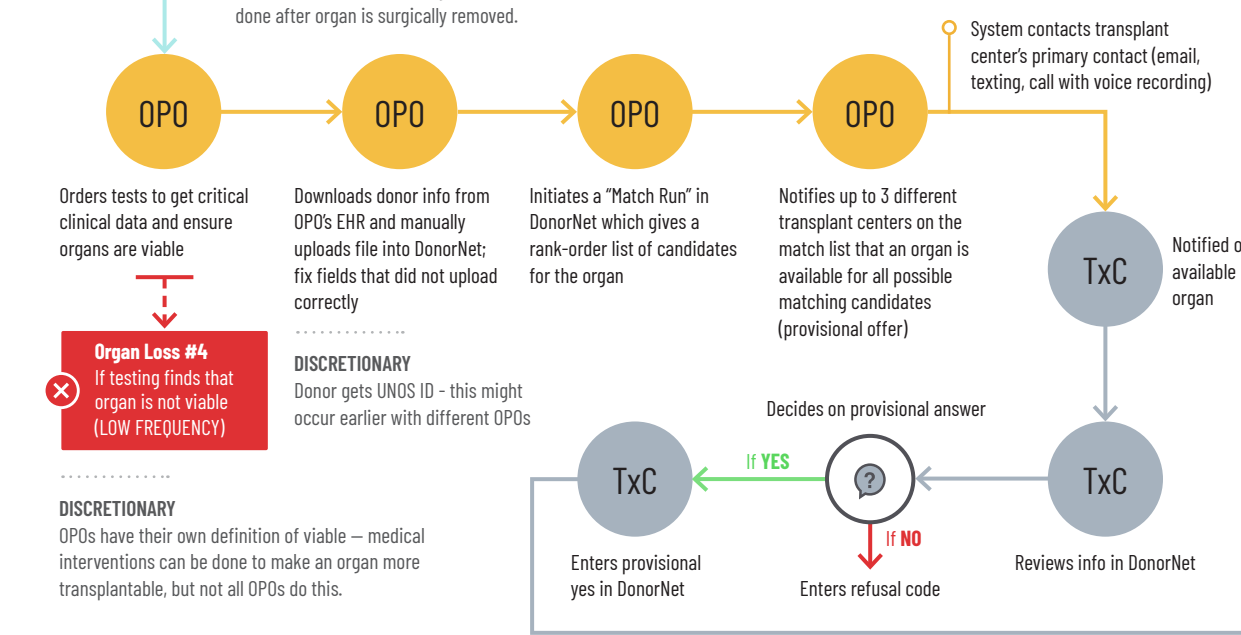 done after organ is surgically removed.
System contacts transplant
center's primary contact (email,
texting, call with voice recording)
OPO
OPO
OPO
OPO
Orders tests to get critical
clinical data and ensure
organs are viable
Downloads donor info from
OPO's EHR and manually
uploads file into DonorNet;
fix fields that did not upload
correctly
Initiates a “Match Run” in
DonorNet which gives a
rank-order list of candidates
for the organ
Notifies up to 3 different
transplant centers on the
match list that an organ is
available for all possible
matching candidates
(provisional offer)
TxC
Notified
available
organ
Organ Loss #4
If testing finds that
organ is not viable
(LOW FREQUENCY)
DISCRETIONARY
Donor gets UNOS ID - this might
occur earlier with different OPOs
DISCRETIONARY
OPOs have their own definition of viable — medical
interventions can be done to make an organ more
transplantable, but not all OPOs do this.
Decides on provisional answer
TxC
If YES
?
TxC
If NO
Enters provisional
yes in DonorNet
Enters refusal code
Reviews info in DonorNet